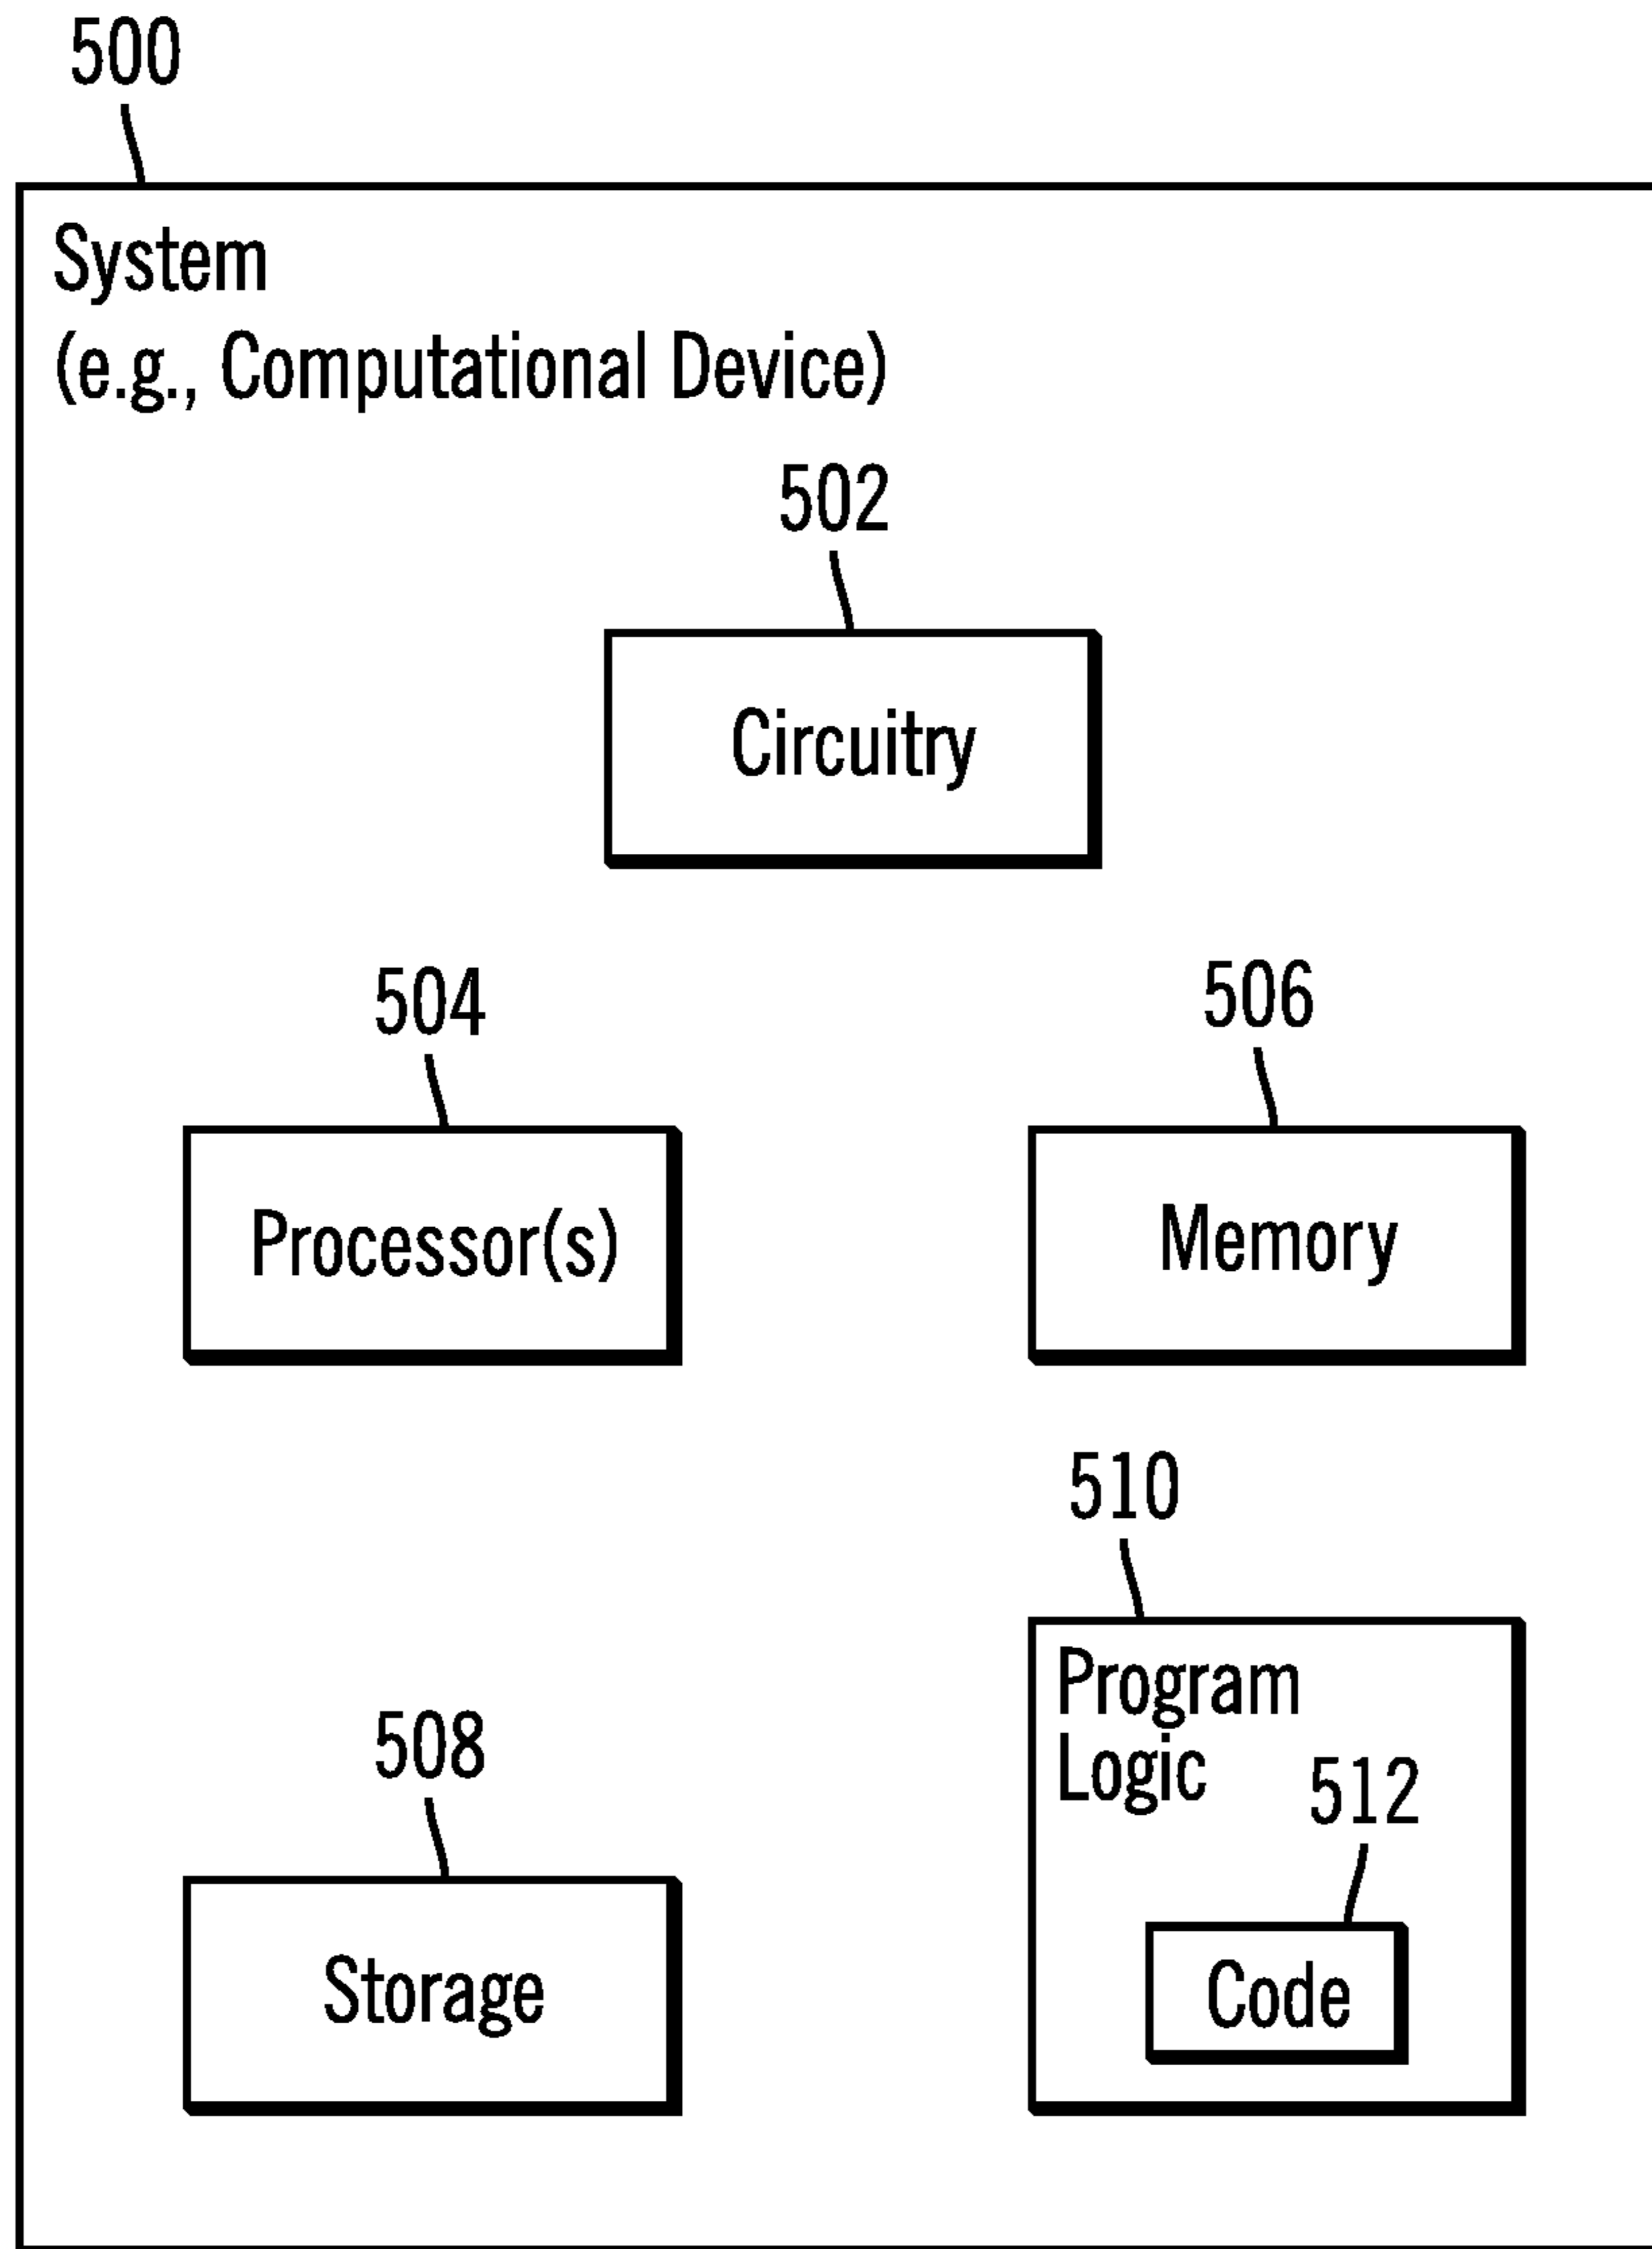 500
System
(e.g., Computational Device)
502
Circuitry
504
506
Processor(s)
Memory
510
Program
Logic
508
512
Storage
Code